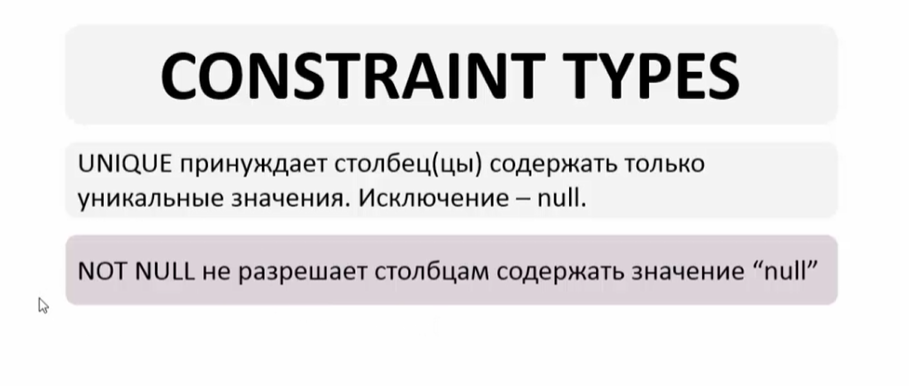 CONSTRAINT TYPES
UNIQUE принуждает столбец(цы) содержать только
уникальные значения. Исключение – null.
NOT NULL не разрешает столбцам содержать значение “null”